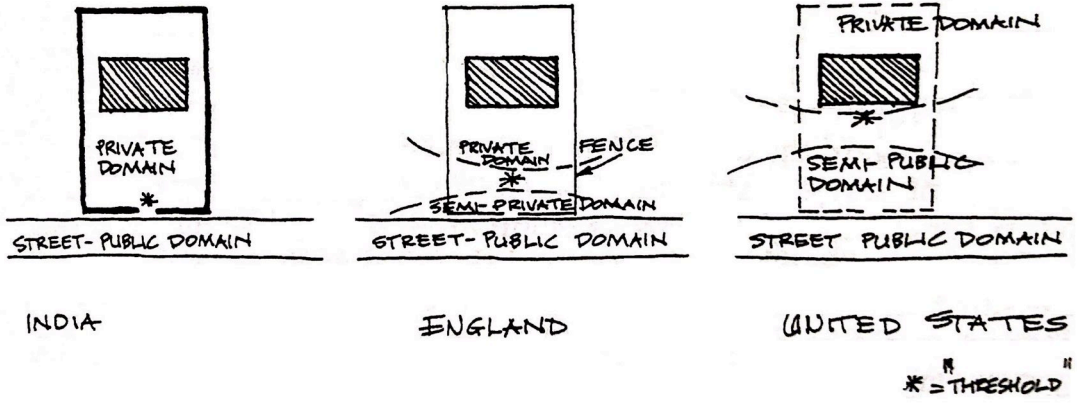 PRIVATE
DOMAIN
STREET-PUBLIC DOMAIN
INDIA
PRIVATE
DOMAIN
FENCE
SEMI-PRIVATE DOMAIN
STREET-PUBLIC DOMAIN
ENGLAND
PRIVATE DOMAIN
SEMI-PUBLIC
DOMAIN
STREET PUBLIC DOMAIN
UNITED STATES
* = "THRESHOLD"